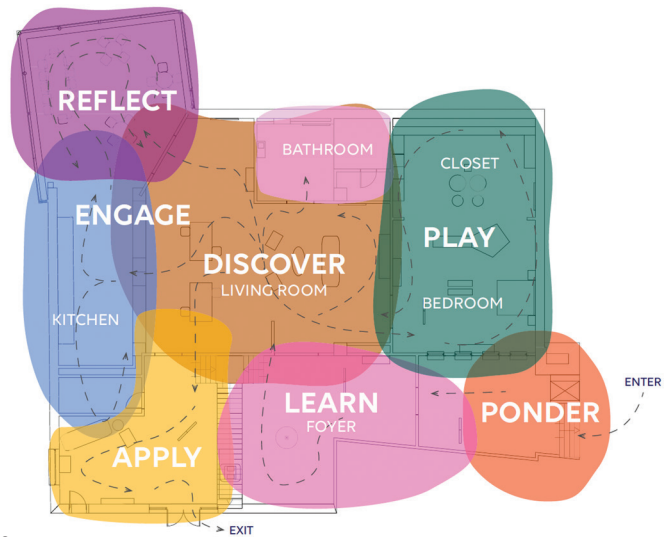 REFLECT
BATHROOM
CLOSET
ENGAGE
PLAY
DISCOVER
LIVING ROOM
BEDROOM
KITCHEN
ENTER
LEARN
FOYER
PONDER
APPLY
EXIT